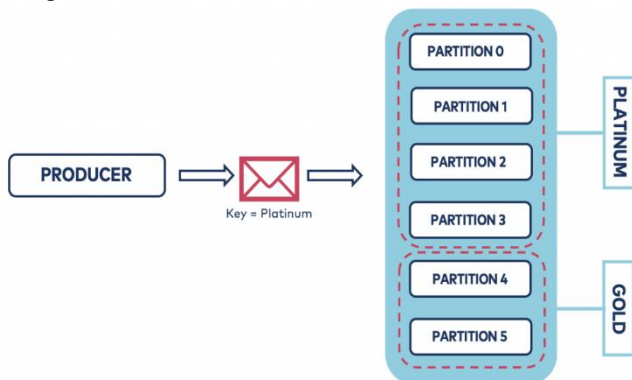 PARTITION 0
PARTITION 1
PARTITION 2
PARTITION 3
PARTITION 4
PARTITION 5
PLATINUM
GOLD
PRODUCER
Key = Platinum